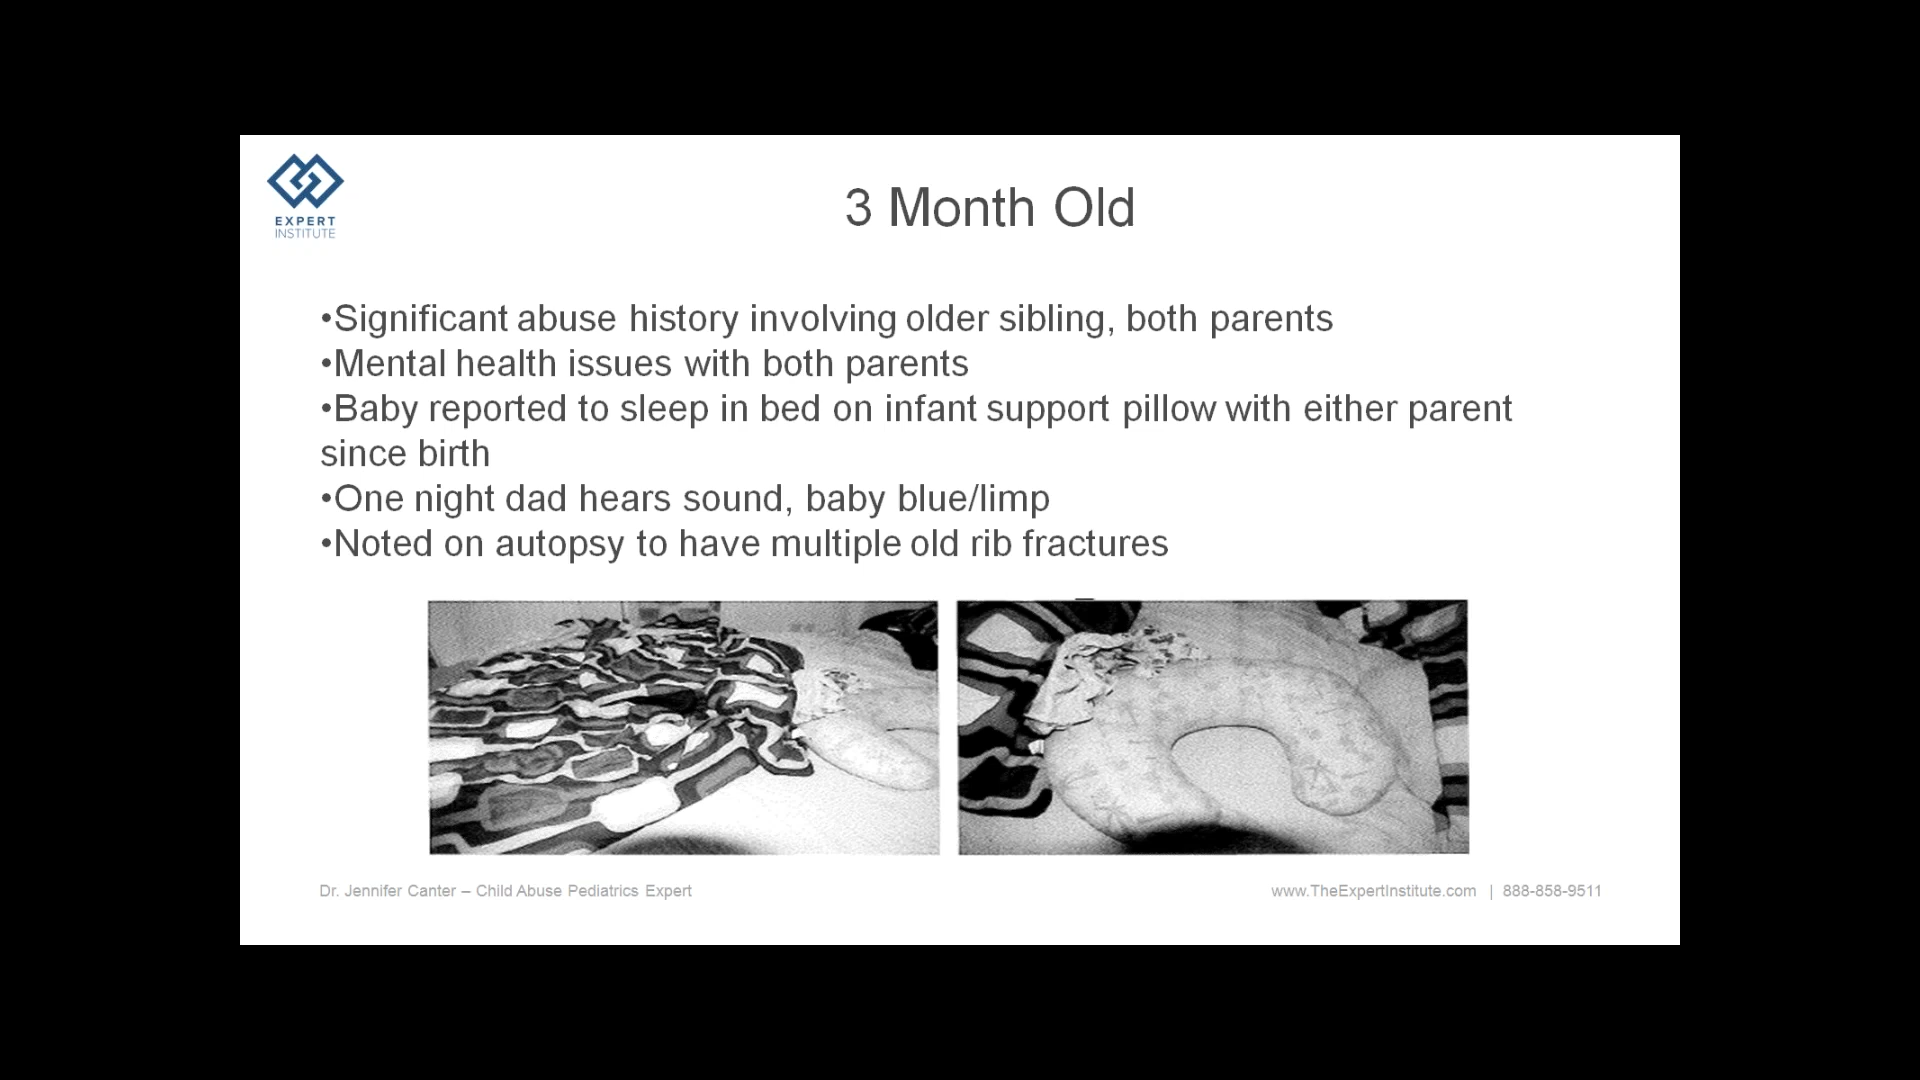 EXPERT
INSTITUTE
3 Month Old
•Significant abuse history involving older sibling, both parents
•Mental health issues with both parents
•Baby reported to sleep in bed on infant support pillow with either parent
since birth
•One night dad hears sound, baby blue/limp
•Noted on autopsy to have multiple old rib fractures
Dr. Jennifer Canter – Child Abuse Pediatrics Expert
www.TheExpertInstitute.com | 888-858-9511